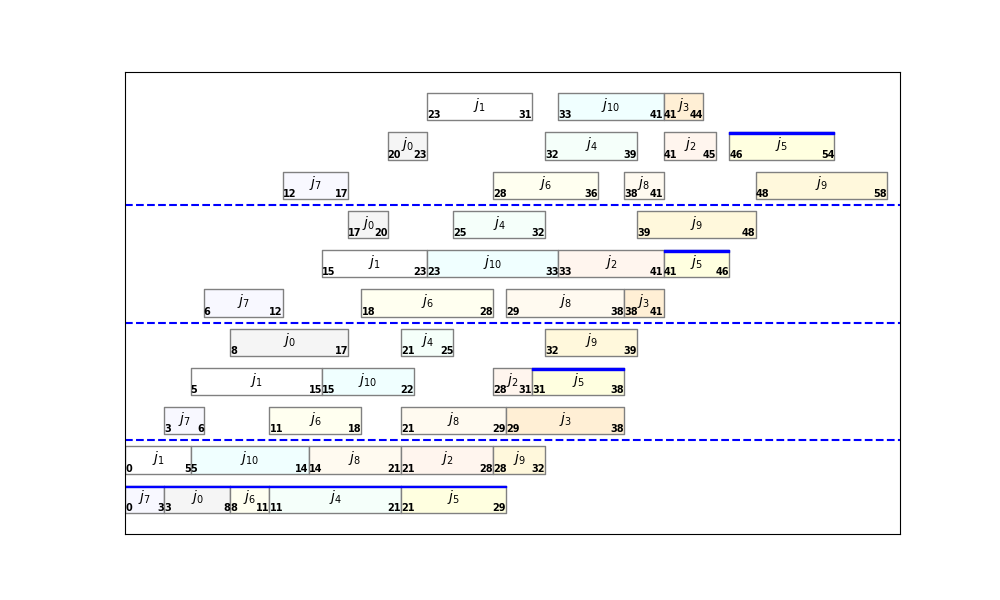 23 j1 31 33 j10 41 41 j3 44
20 j0 23 32 j4 39 41 j2 45 46 j5 54
12 j7 17 28 j6 36 38 j8 41 48 j9 58
17 j0 20 25 j4 32 39 j9 48
15 j1 23 23 j10 33 33 j2 41 41 j5 46
6 j7 12 18 j6 28 29 j8 38 38 j3 41
8 j0 17 21 j4 25 32 j9 39
5 j1 15 15 j10 22 28 j2 31 31 j5 38
3 j7 6 11 j6 18 21 j8 29 29 j3 38
0 j1 5 5 j10 14 14 j8 21 21 j2 28 28 j9 32
0 j7 3 3 j0 8 8 j6 11 11 j4 21 21 j5 29